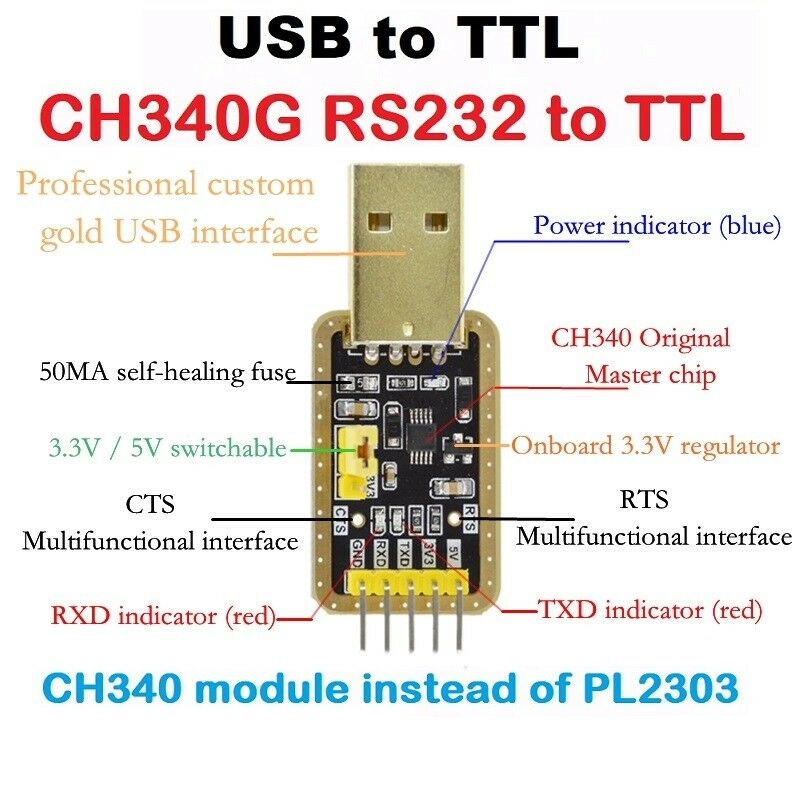 USB to TTL
CH340G RS232 to TTL
Professional custom
gold USB interface
Power indicator (blue)
CH340 Original
Master chip
50MA self-healing fuse
3.3V / 5V switchable
Onboard 3.3V regulator
3V3
CTS
Multifunctional interface
RTS
Multifunctional interface
CTS
RTS
GND
RXD
TXD
3V3
5V
RXD indicator (red)
TXD indicator (red)
CH340 module instead of PL2303